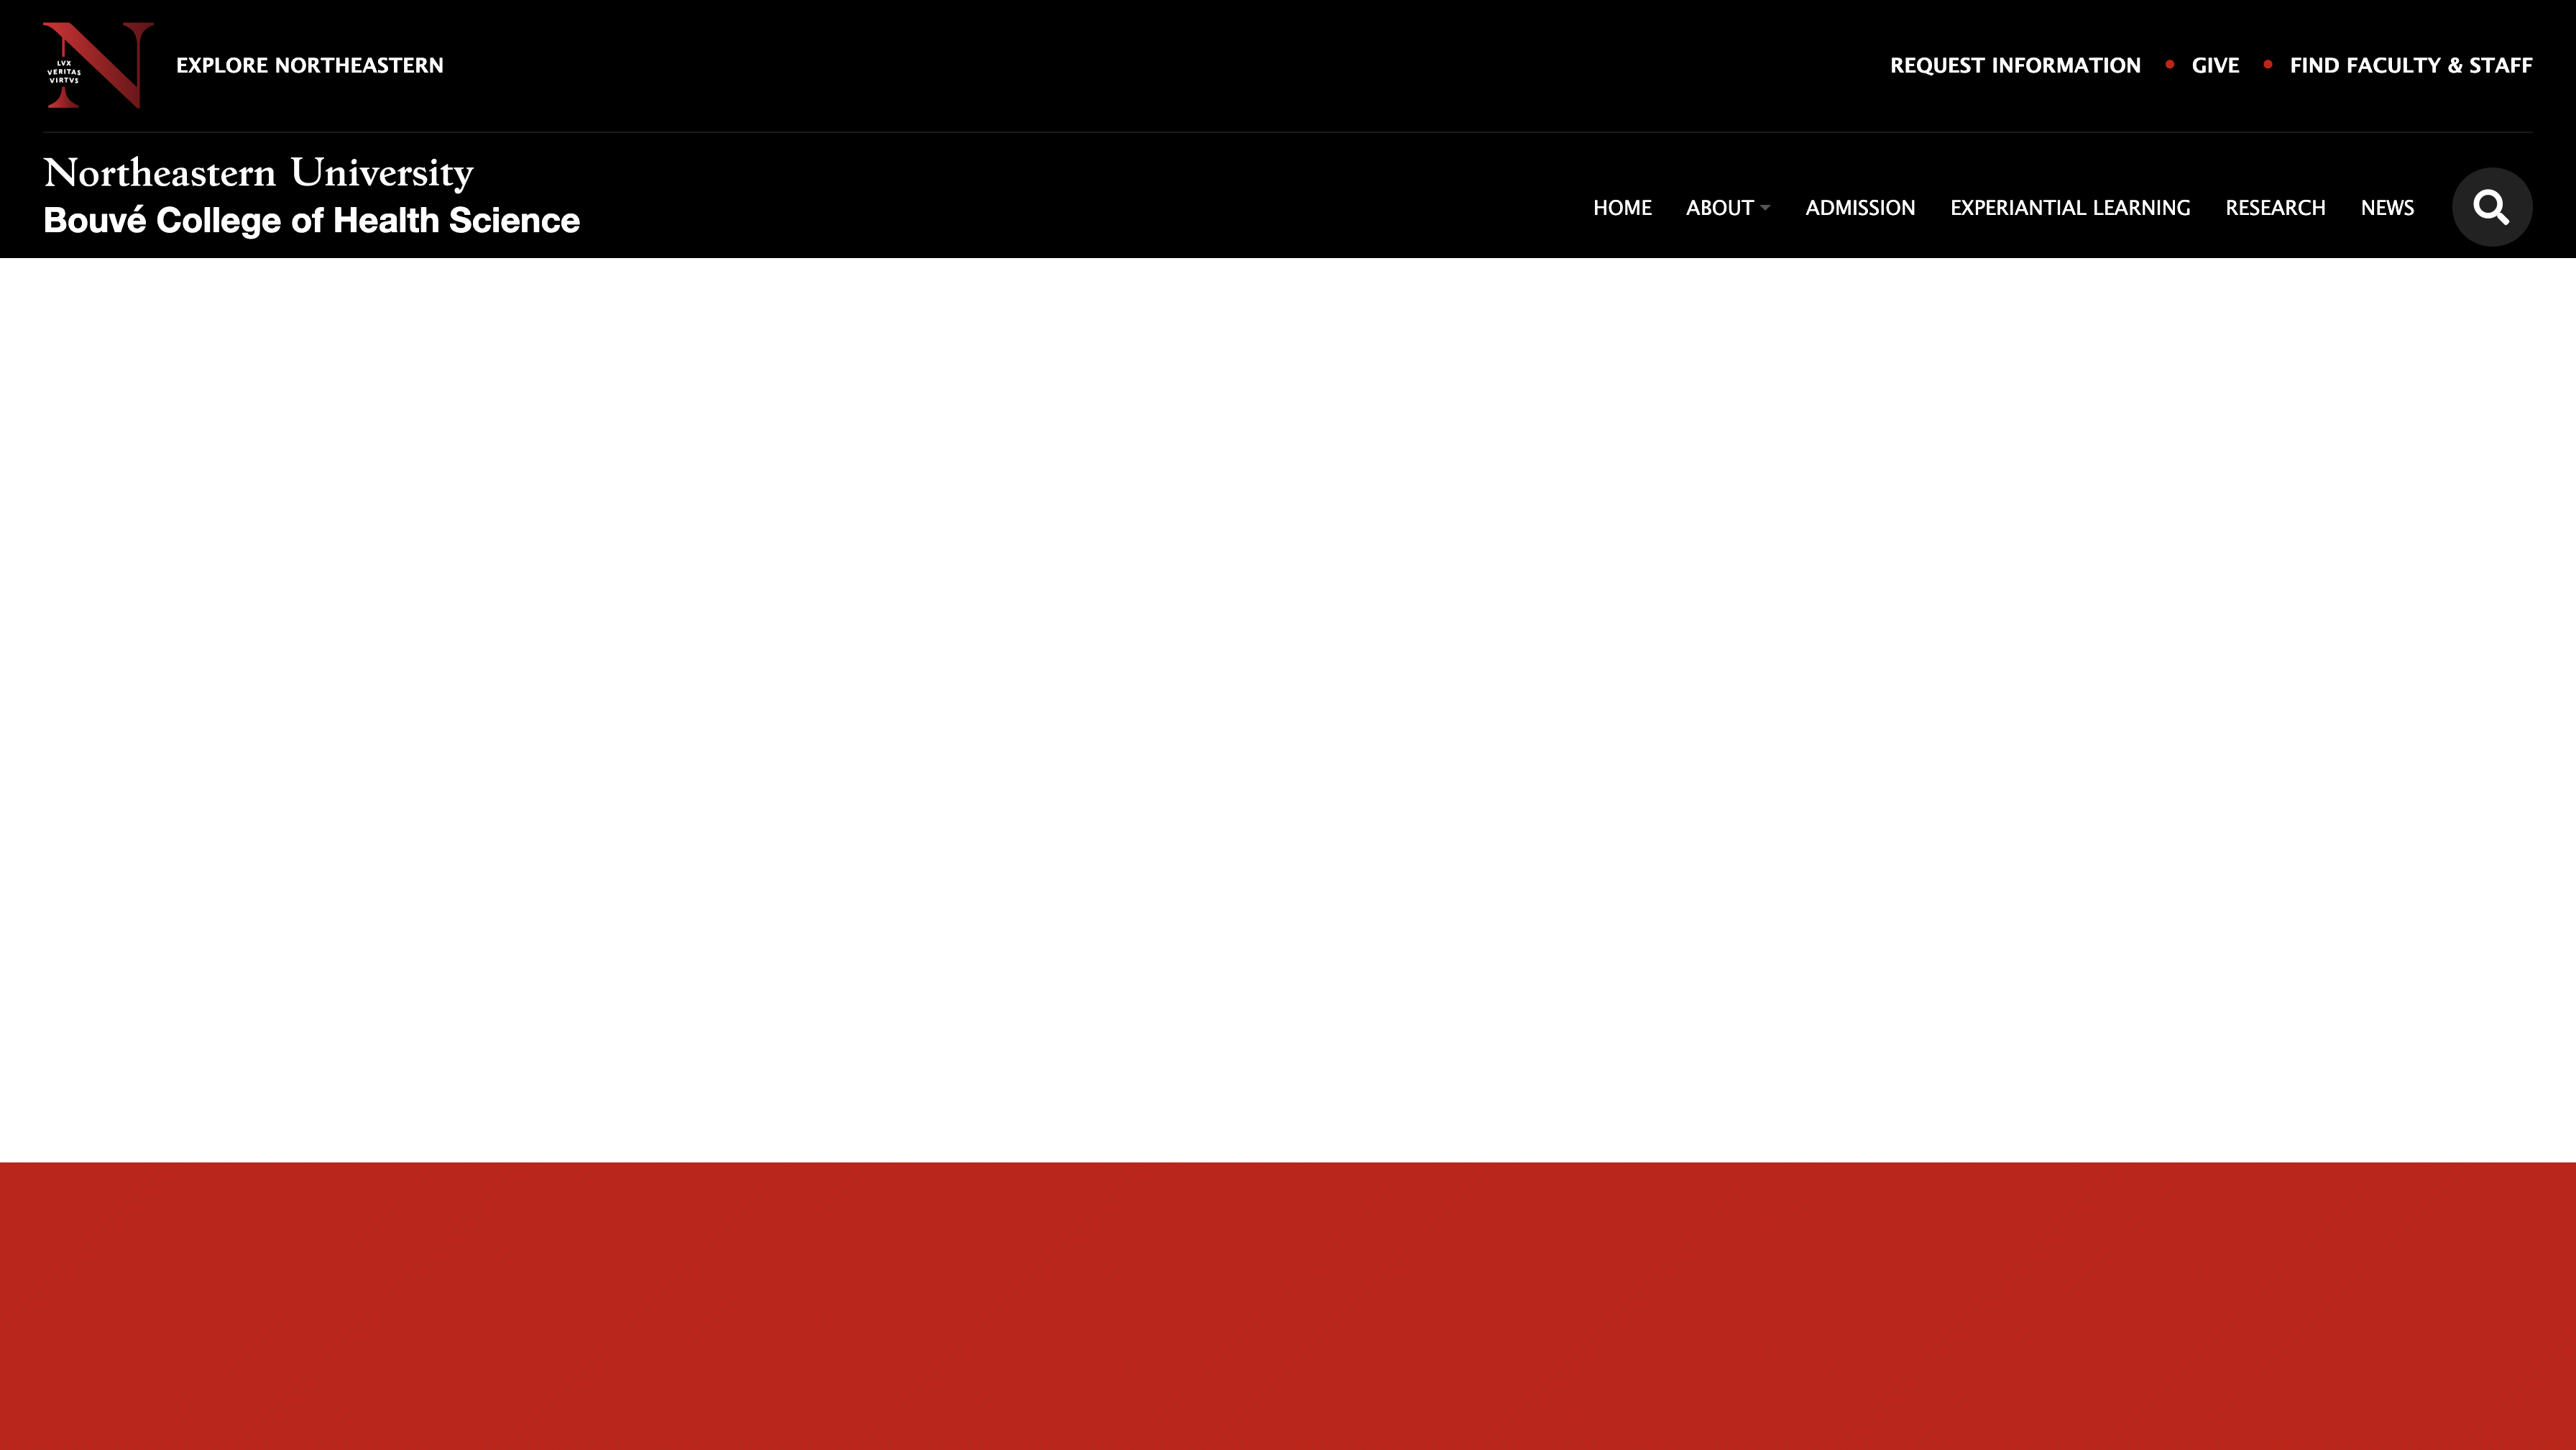 LVX
VERITAS
VIRTVS
EXPLORE NORTHEASTERN
REQUEST INFORMATION • GIVE • FIND FACULTY & STAFF
Northeastern University
Bouvé College of Health Science
HOME ABOUT ADMISSION EXPERIANTIAL LEARNING RESEARCH NEWS